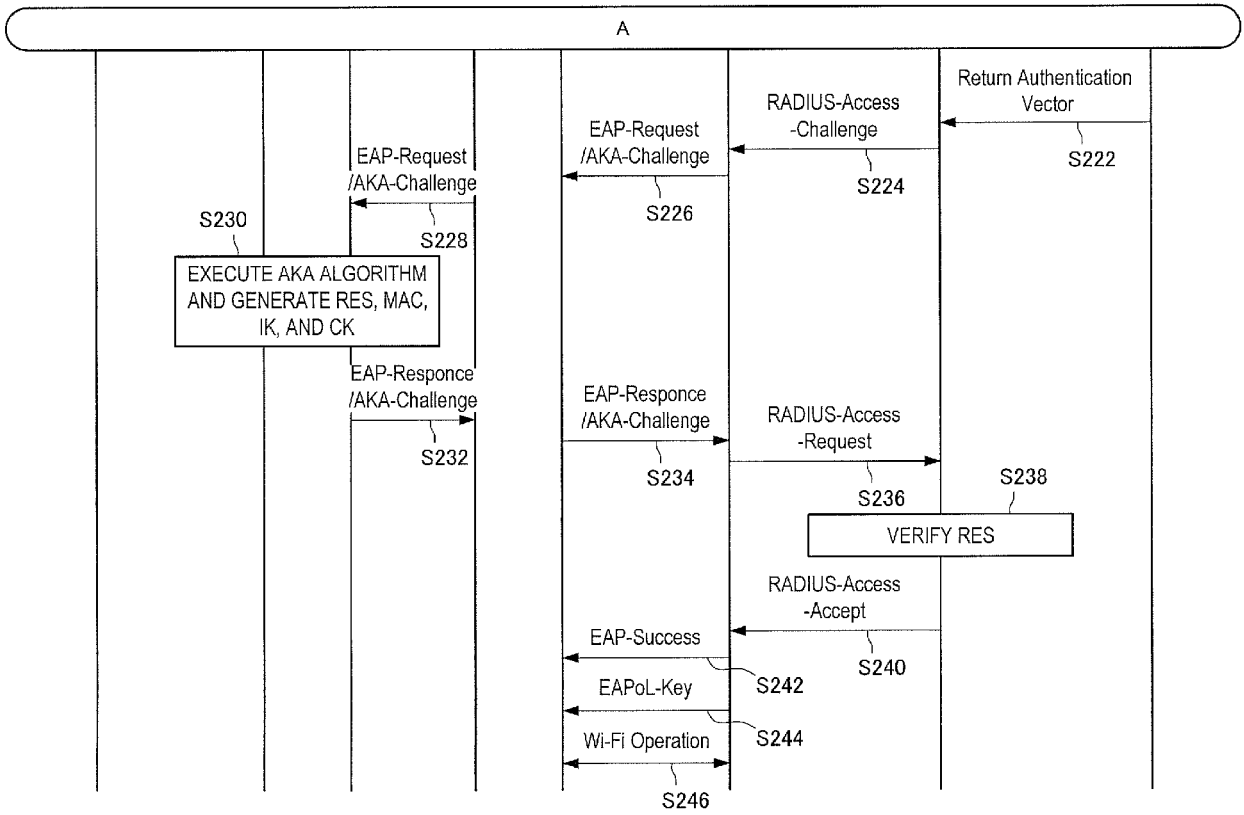 A
Return Authentication
Vector
S222
RADIUS-Access
-Challenge
S224
EAP-Request
/AKA-Challenge
S226
EAP-Request
/AKA-Challenge
S228
S230
EXECUTE AKA ALGORITHM
AND GENERATE RES, MAC,
IK, AND CK
EAP-Responce
/AKA-Challenge
S232
EAP-Responce
/AKA-Challenge
S234
RADIUS-Access
-Request
S236
S238
VERIFY RES
RADIUS-Access
-Accept
S240
EAP-Success
S242
EAPoL-Key
S244
Wi-Fi Operation
S246